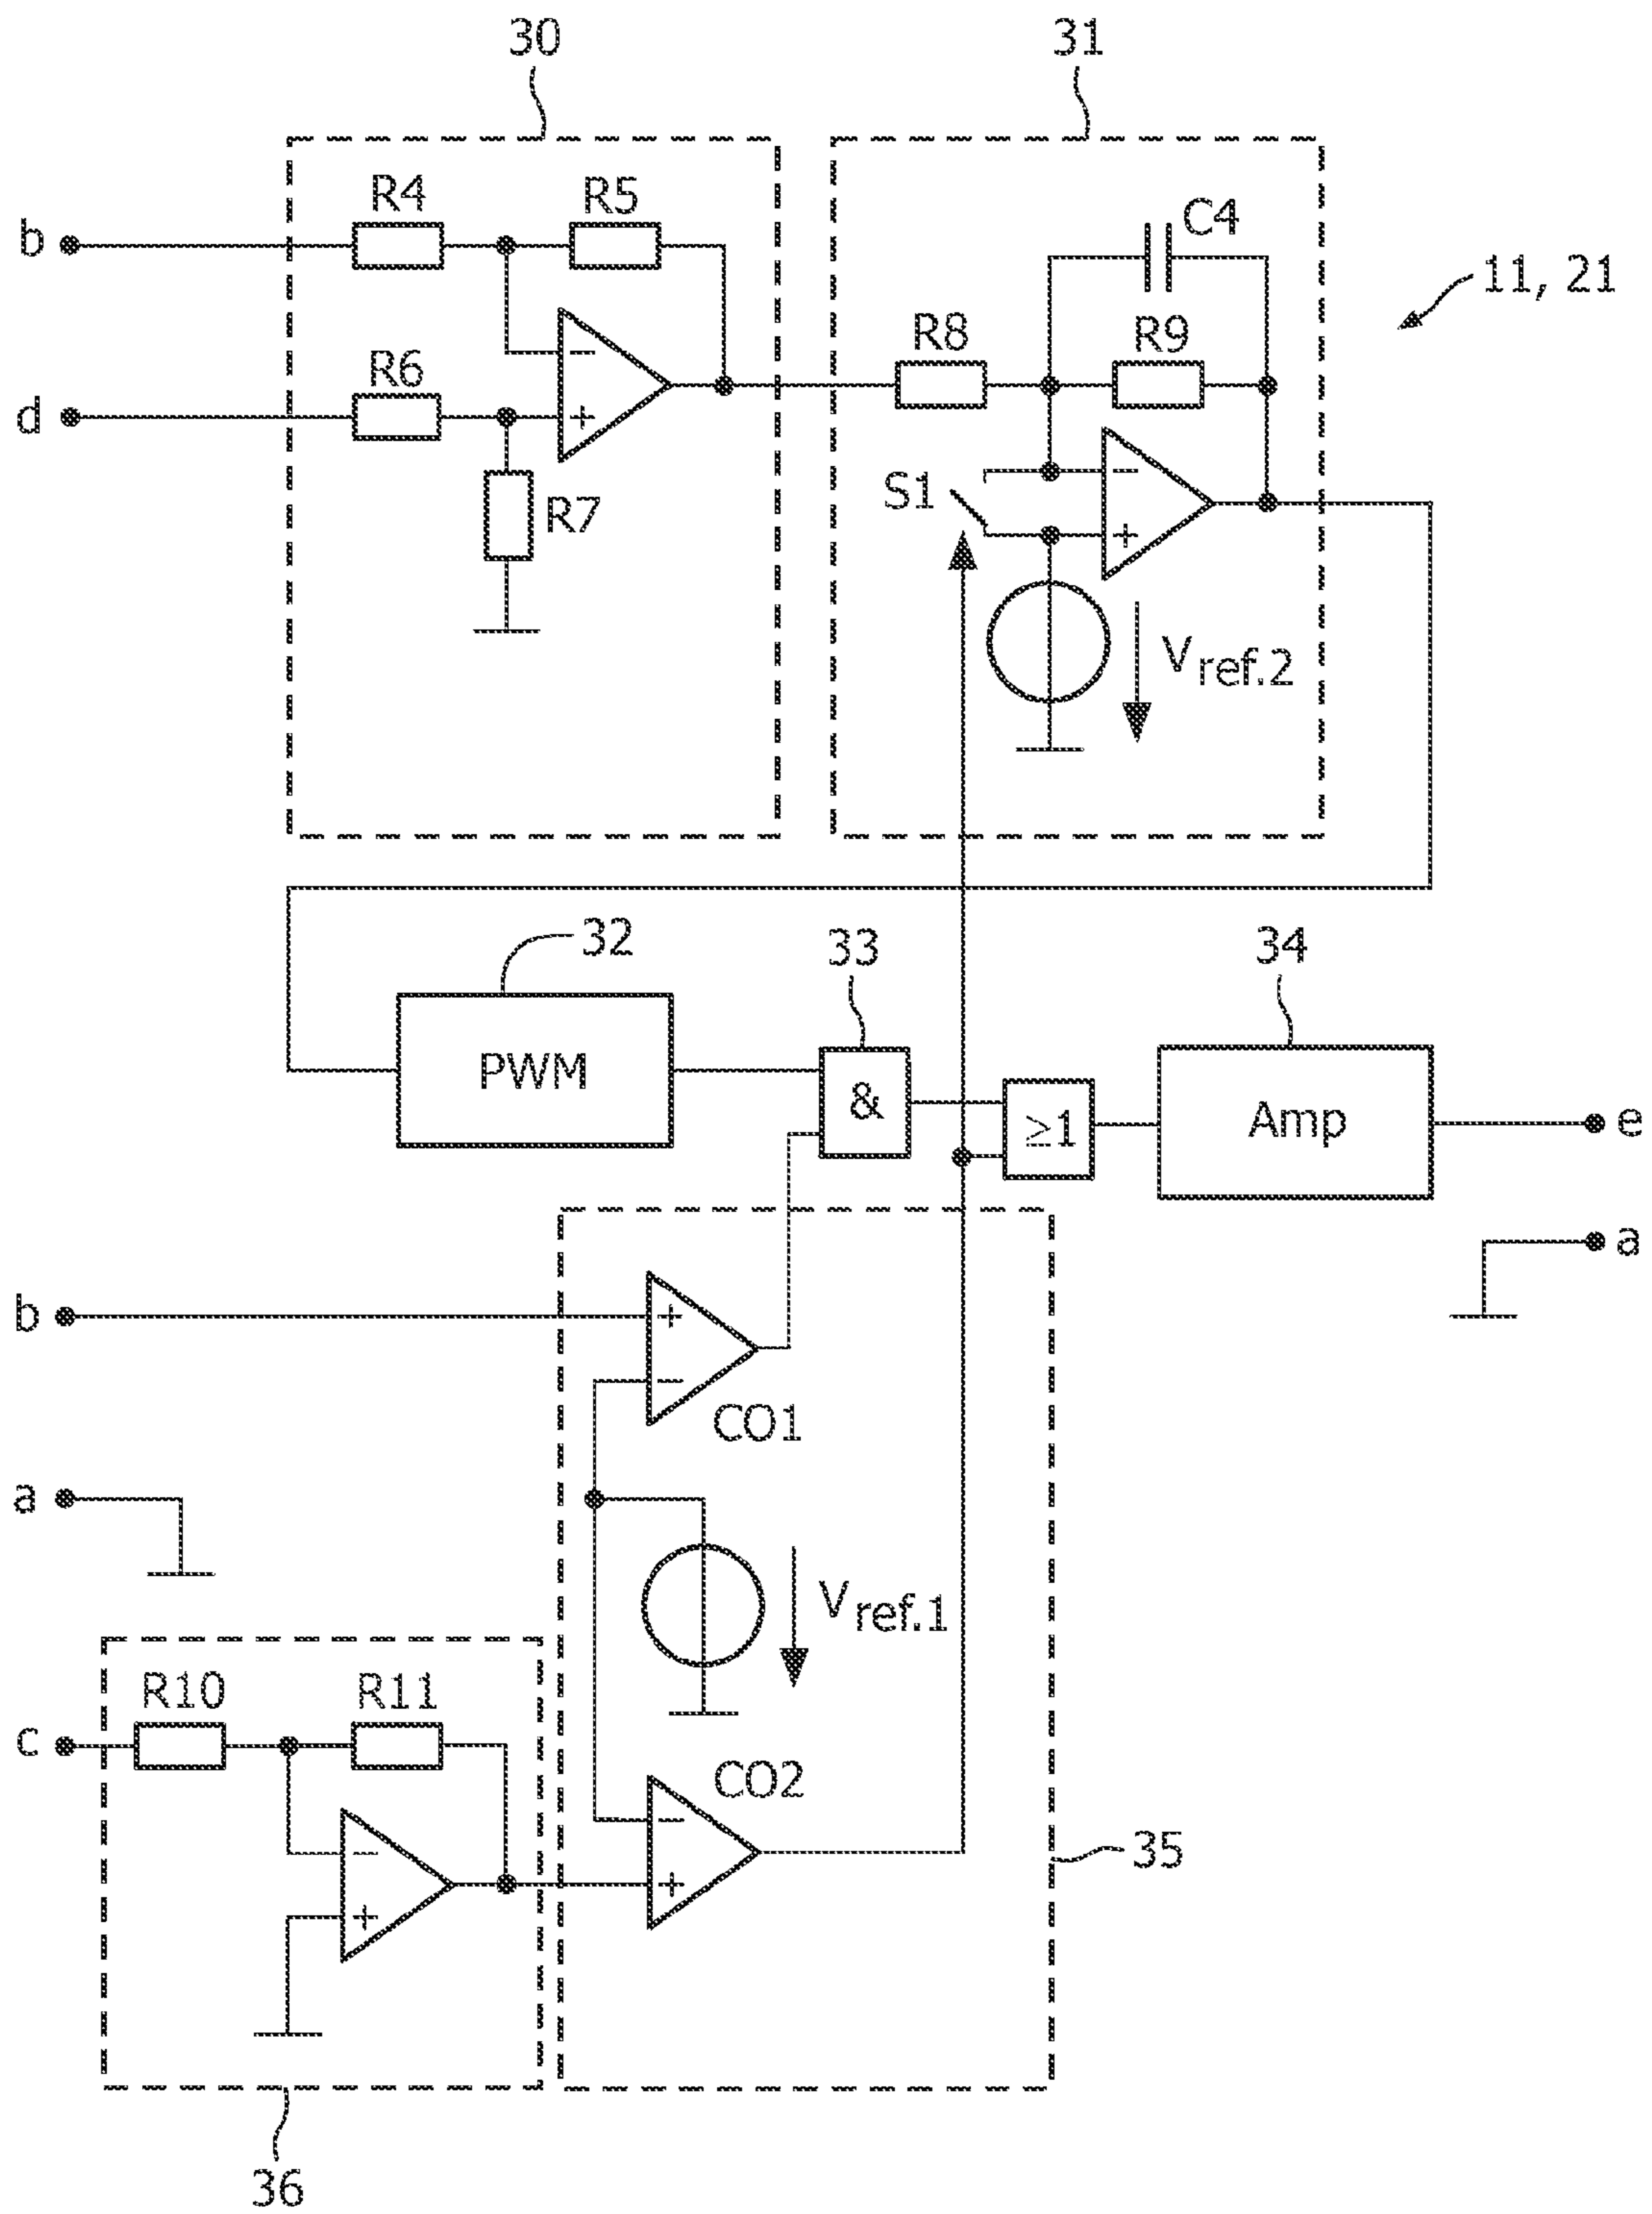 30
31
b
R4
R5
C4
11, 21
R8
R9
d
R6
−
+
R7
S1
−
+
Vref.2
32
33
34
PWM
&
≥1
Amp
e
a
b
+
−
CO1
a
Vref.1
R10
R11
c
CO2
−
+
−
+
35
36